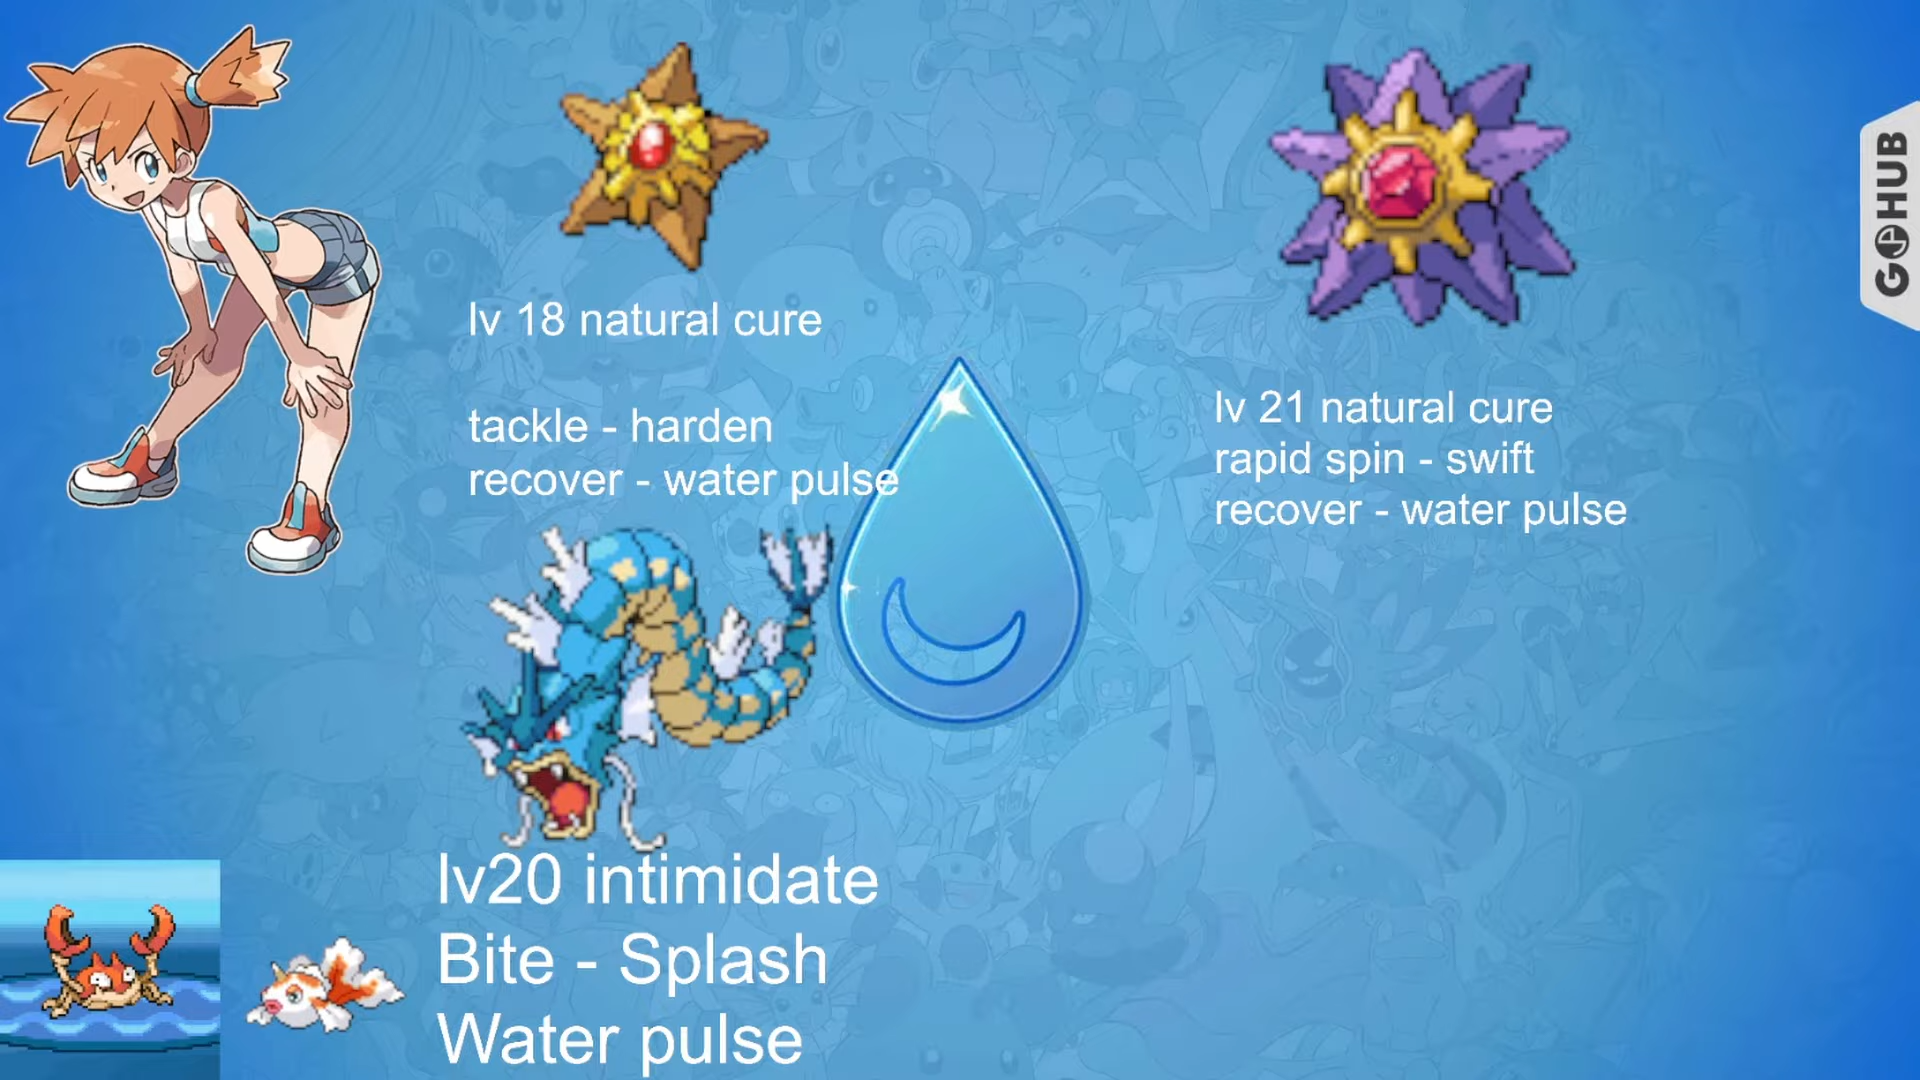 lv 18 natural cure
tackle - harden
recover - water pulse
lv 21 natural cure
rapid spin - swift
recover - water pulse
lv20 intimidate
Bite - Splash
Water pulse
GOHUB